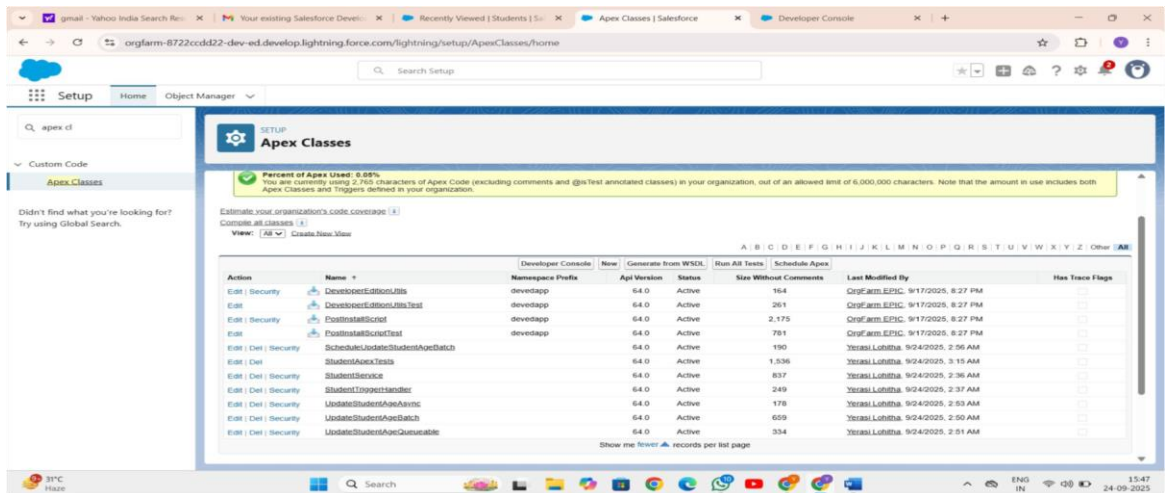 gmail - Yahoo India Search Res
Your existing Salesforce Develo
Recently Viewed | Students | Sa
Apex Classes | Salesforce
Developer Console
orgfarm-8722ccdd22-dev-ed.develop.lightning.force.com/lightning/setup/ApexClasses/home
Search Setup
2
Setup Home Object Manager
apex cl
Custom Code
Apex Classes
Didn't find what you're looking for?
Try using Global Search.
SETUP
Apex Classes
Percent of Apex Used: 0.05%
You are currently using 2,765 characters of Apex Code (excluding comments and @isTest annotated classes) in your organization, out of an allowed limit of 6,000,000 characters. Note that the amount in use includes both
Apex Classes and Triggers defined in your organization.
Estimate your organization's code coverage i
Compile all classes i
View: All Create New View
A | B | C | D | E | F | G | H | I | J | K | L | M | N | O | P | Q | R | S | T | U | V | W | X | Y | Z | Other All
Developer Console New Generate from WSDL Run All Tests Schedule Apex
Action Name Namespace Prefix Api Version Status Size Without Comments Last Modified By Has Trace Flags
Edit | Security DeveloperEditionUtils devedapp 64.0 Active 164 OrgFarm EPIC, 9/17/2025, 8:27 PM
Edit DeveloperEditionUtilsTest devedapp 64.0 Active 261 OrgFarm EPIC, 9/17/2025, 8:27 PM
Edit | Security PostInstallScript devedapp 64.0 Active 2,175 OrgFarm EPIC, 9/17/2025, 8:27 PM
Edit PostInstallScriptTest devedapp 64.0 Active 781 OrgFarm EPIC, 9/17/2025, 8:27 PM
Edit | Del | Security ScheduleUpdateStudentAgeBatch 64.0 Active 190 Yerasi Lohitha, 9/24/2025, 2:56 AM
Edit | Del StudentApexTests 64.0 Active 1,536 Yerasi Lohitha, 9/24/2025, 3:15 AM
Edit | Del | Security StudentService 64.0 Active 837 Yerasi Lohitha, 9/24/2025, 2:36 AM
Edit | Del | Security StudentTriggerHandler 64.0 Active 249 Yerasi Lohitha, 9/24/2025, 2:37 AM
Edit | Del | Security UpdateStudentAgeAsync 64.0 Active 178 Yerasi Lohitha, 9/24/2025, 2:53 AM
Edit | Del | Security UpdateStudentAgeBatch 64.0 Active 659 Yerasi Lohitha, 9/24/2025, 2:50 AM
Edit | Del | Security UpdateStudentAgeQueueable 64.0 Active 334 Yerasi Lohitha, 9/24/2025, 2:51 AM
Show me fewer records per list page
31°C
Haze
Search
ENG
IN
15:47
24-09-2025